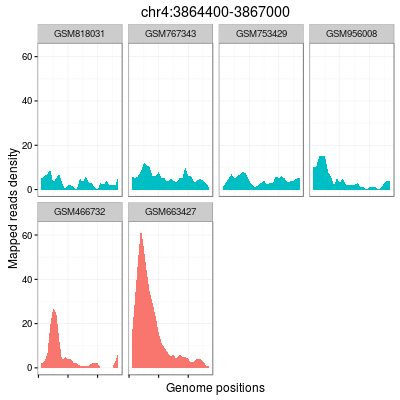 chr4:3864400-3867000
GSM818031 GSM767343 GSM753429 GSM956008
60
40
20
0
Mapped reads density
GSM466732 GSM663427
60
40
20
0
Genome positions